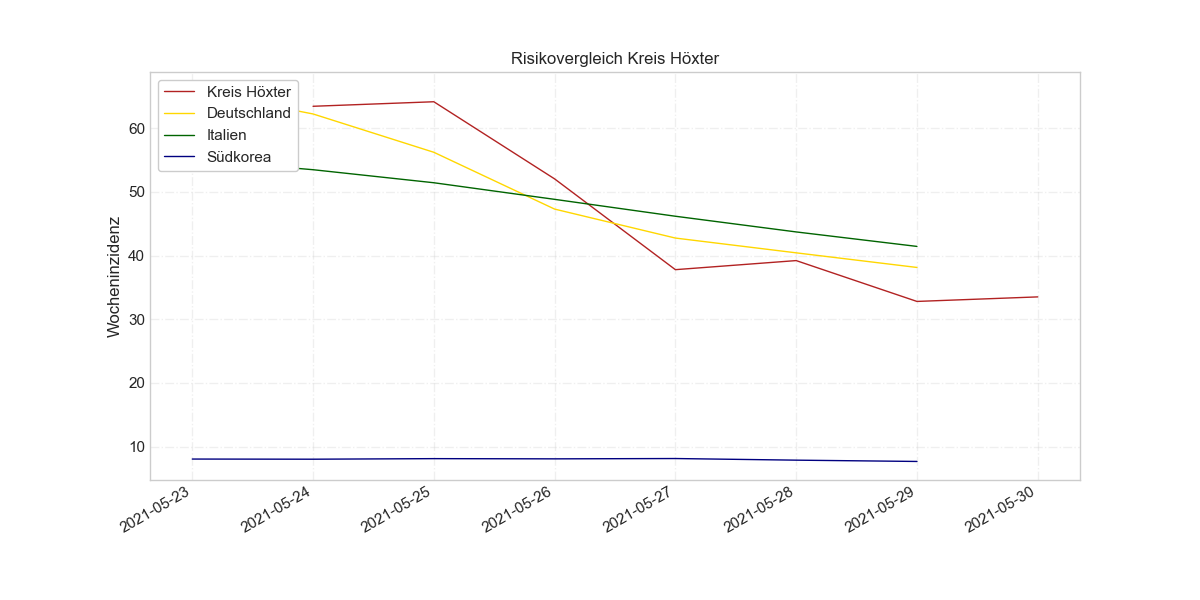 Risikovergleich Kreis Höxter
Kreis Höxter
Deutschland
Italien
Südkorea
Wocheninzidenz
60
50
40
30
20
10
2021-05-23
2021-05-24
2021-05-25
2021-05-26
2021-05-27
2021-05-28
2021-05-29
2021-05-30